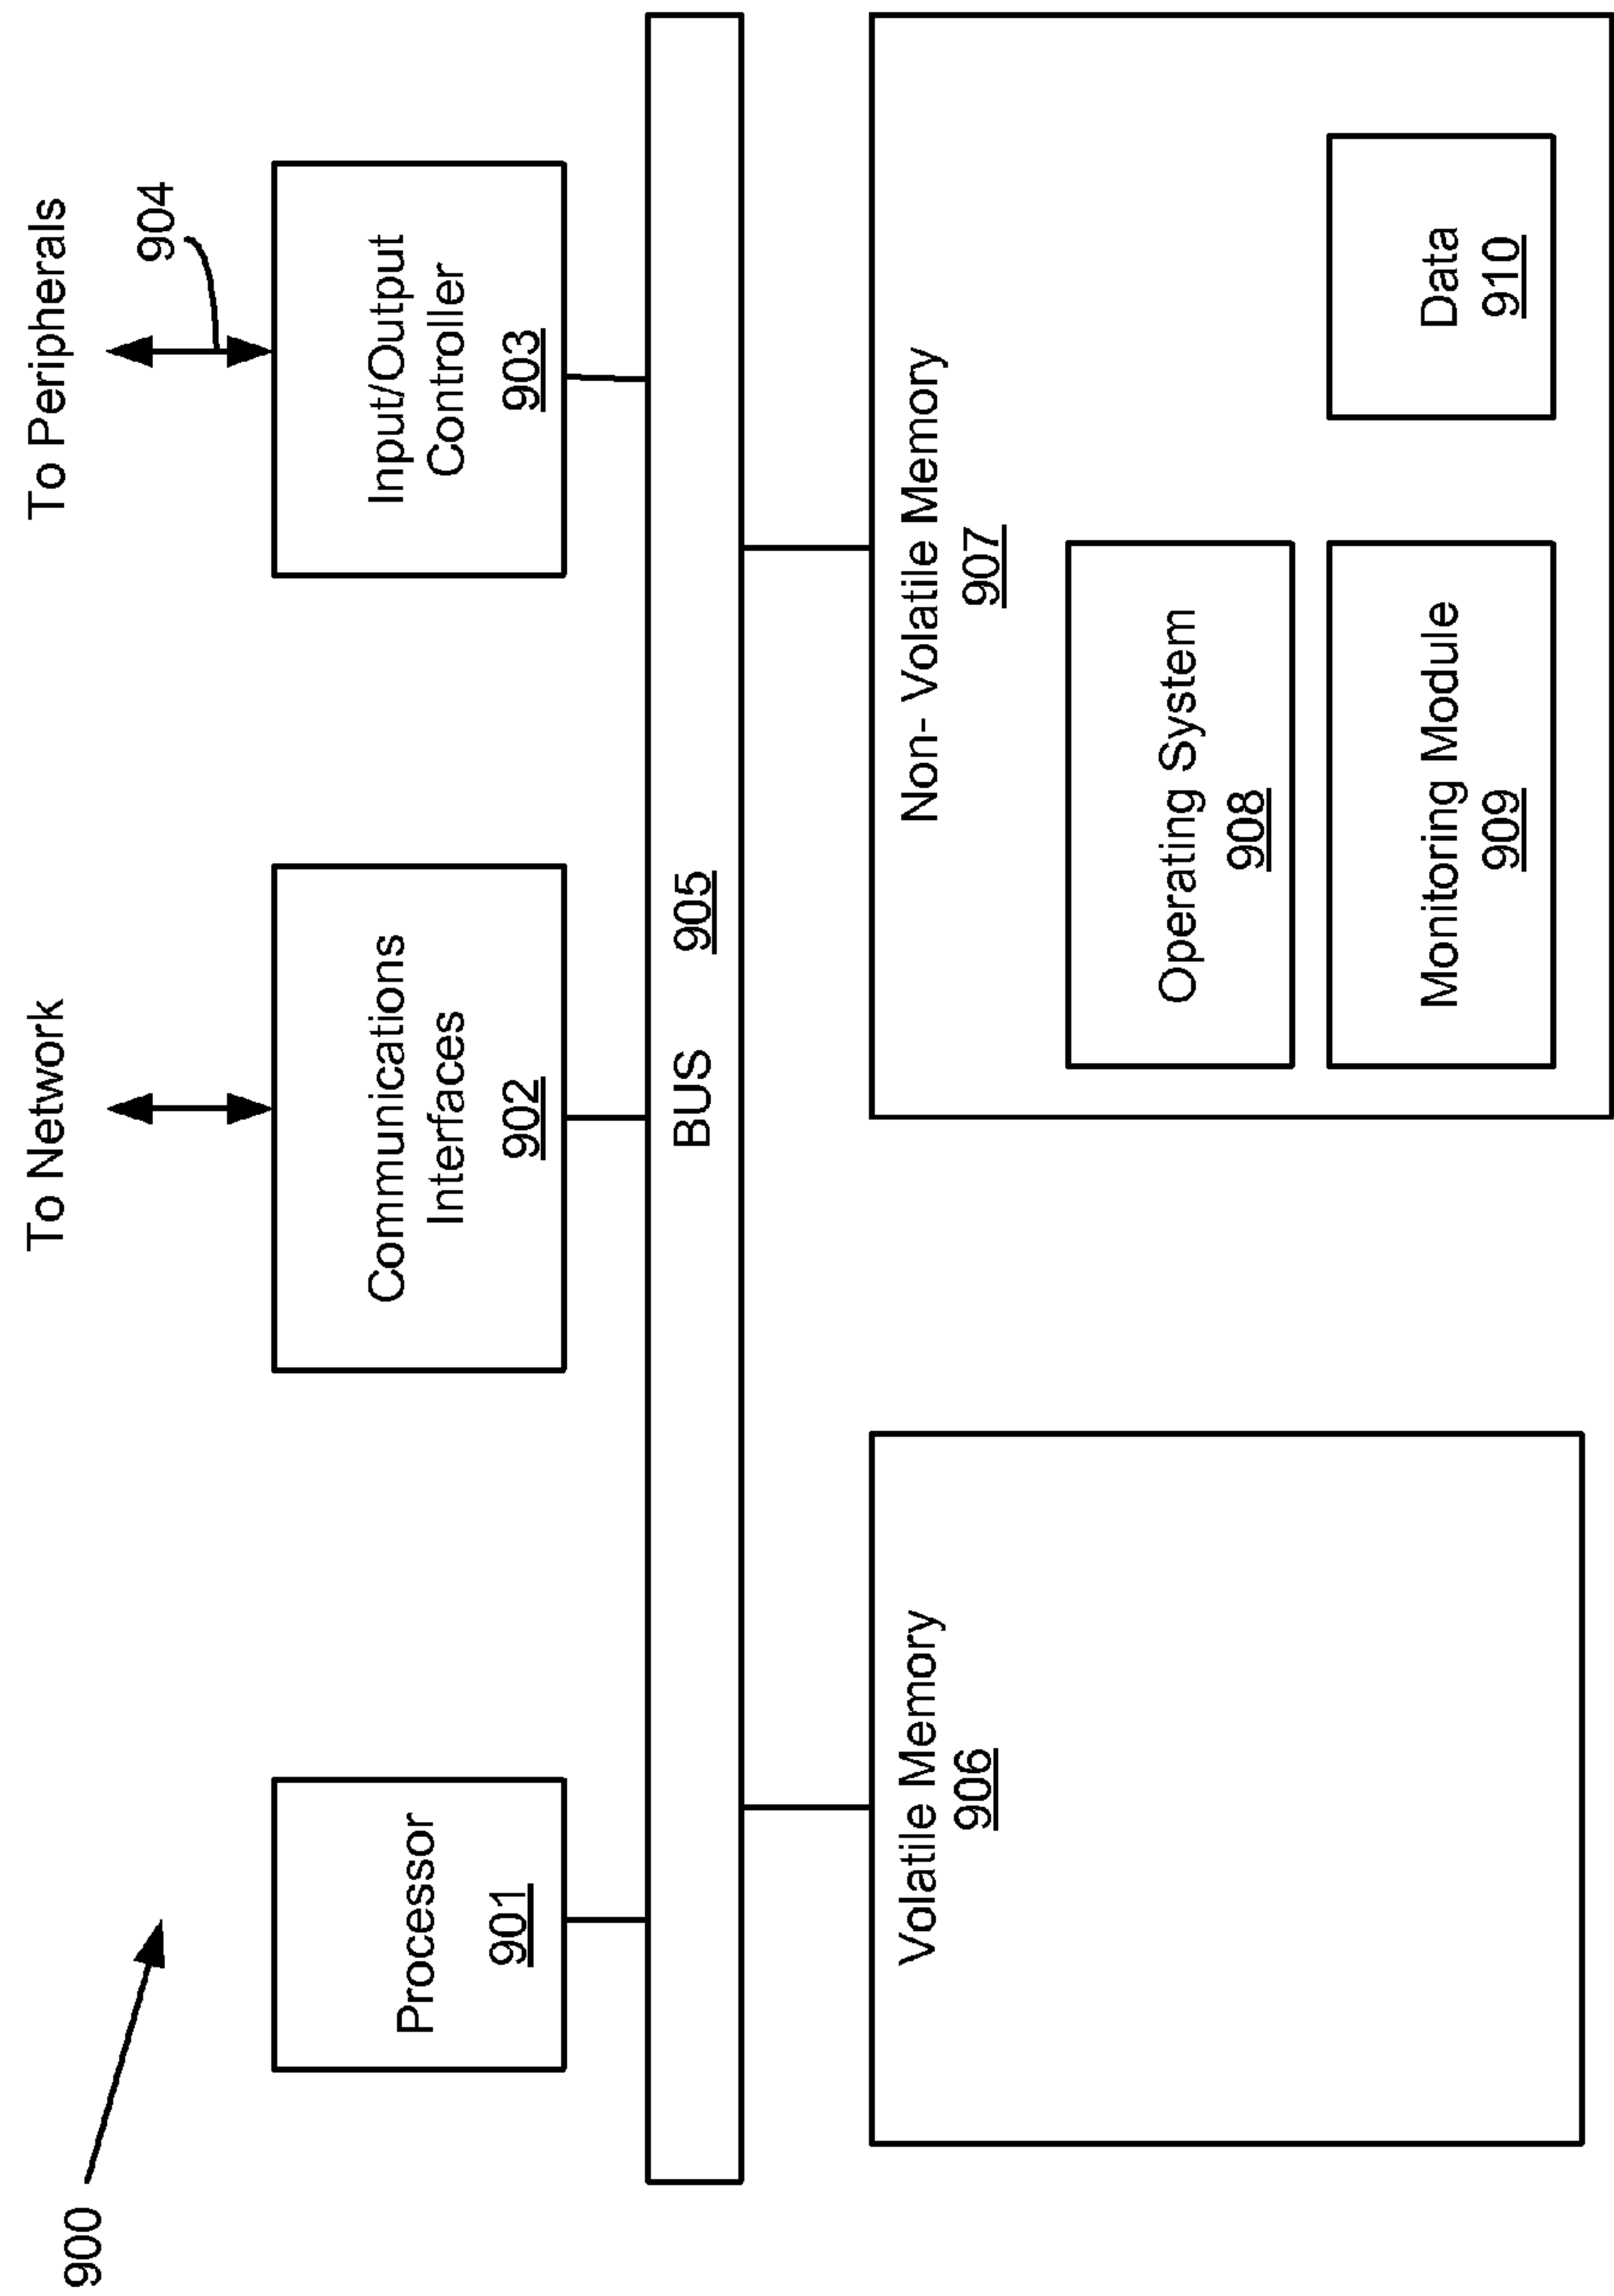 900
To Network
To Peripherals
904
Processor
901
Communications
Interfaces
902
Input/Output
Controller
903
BUS 905
Volatile Memory
906
Non- Volatile Memory
907
Operating System
908
Monitoring Module
909
Data
910